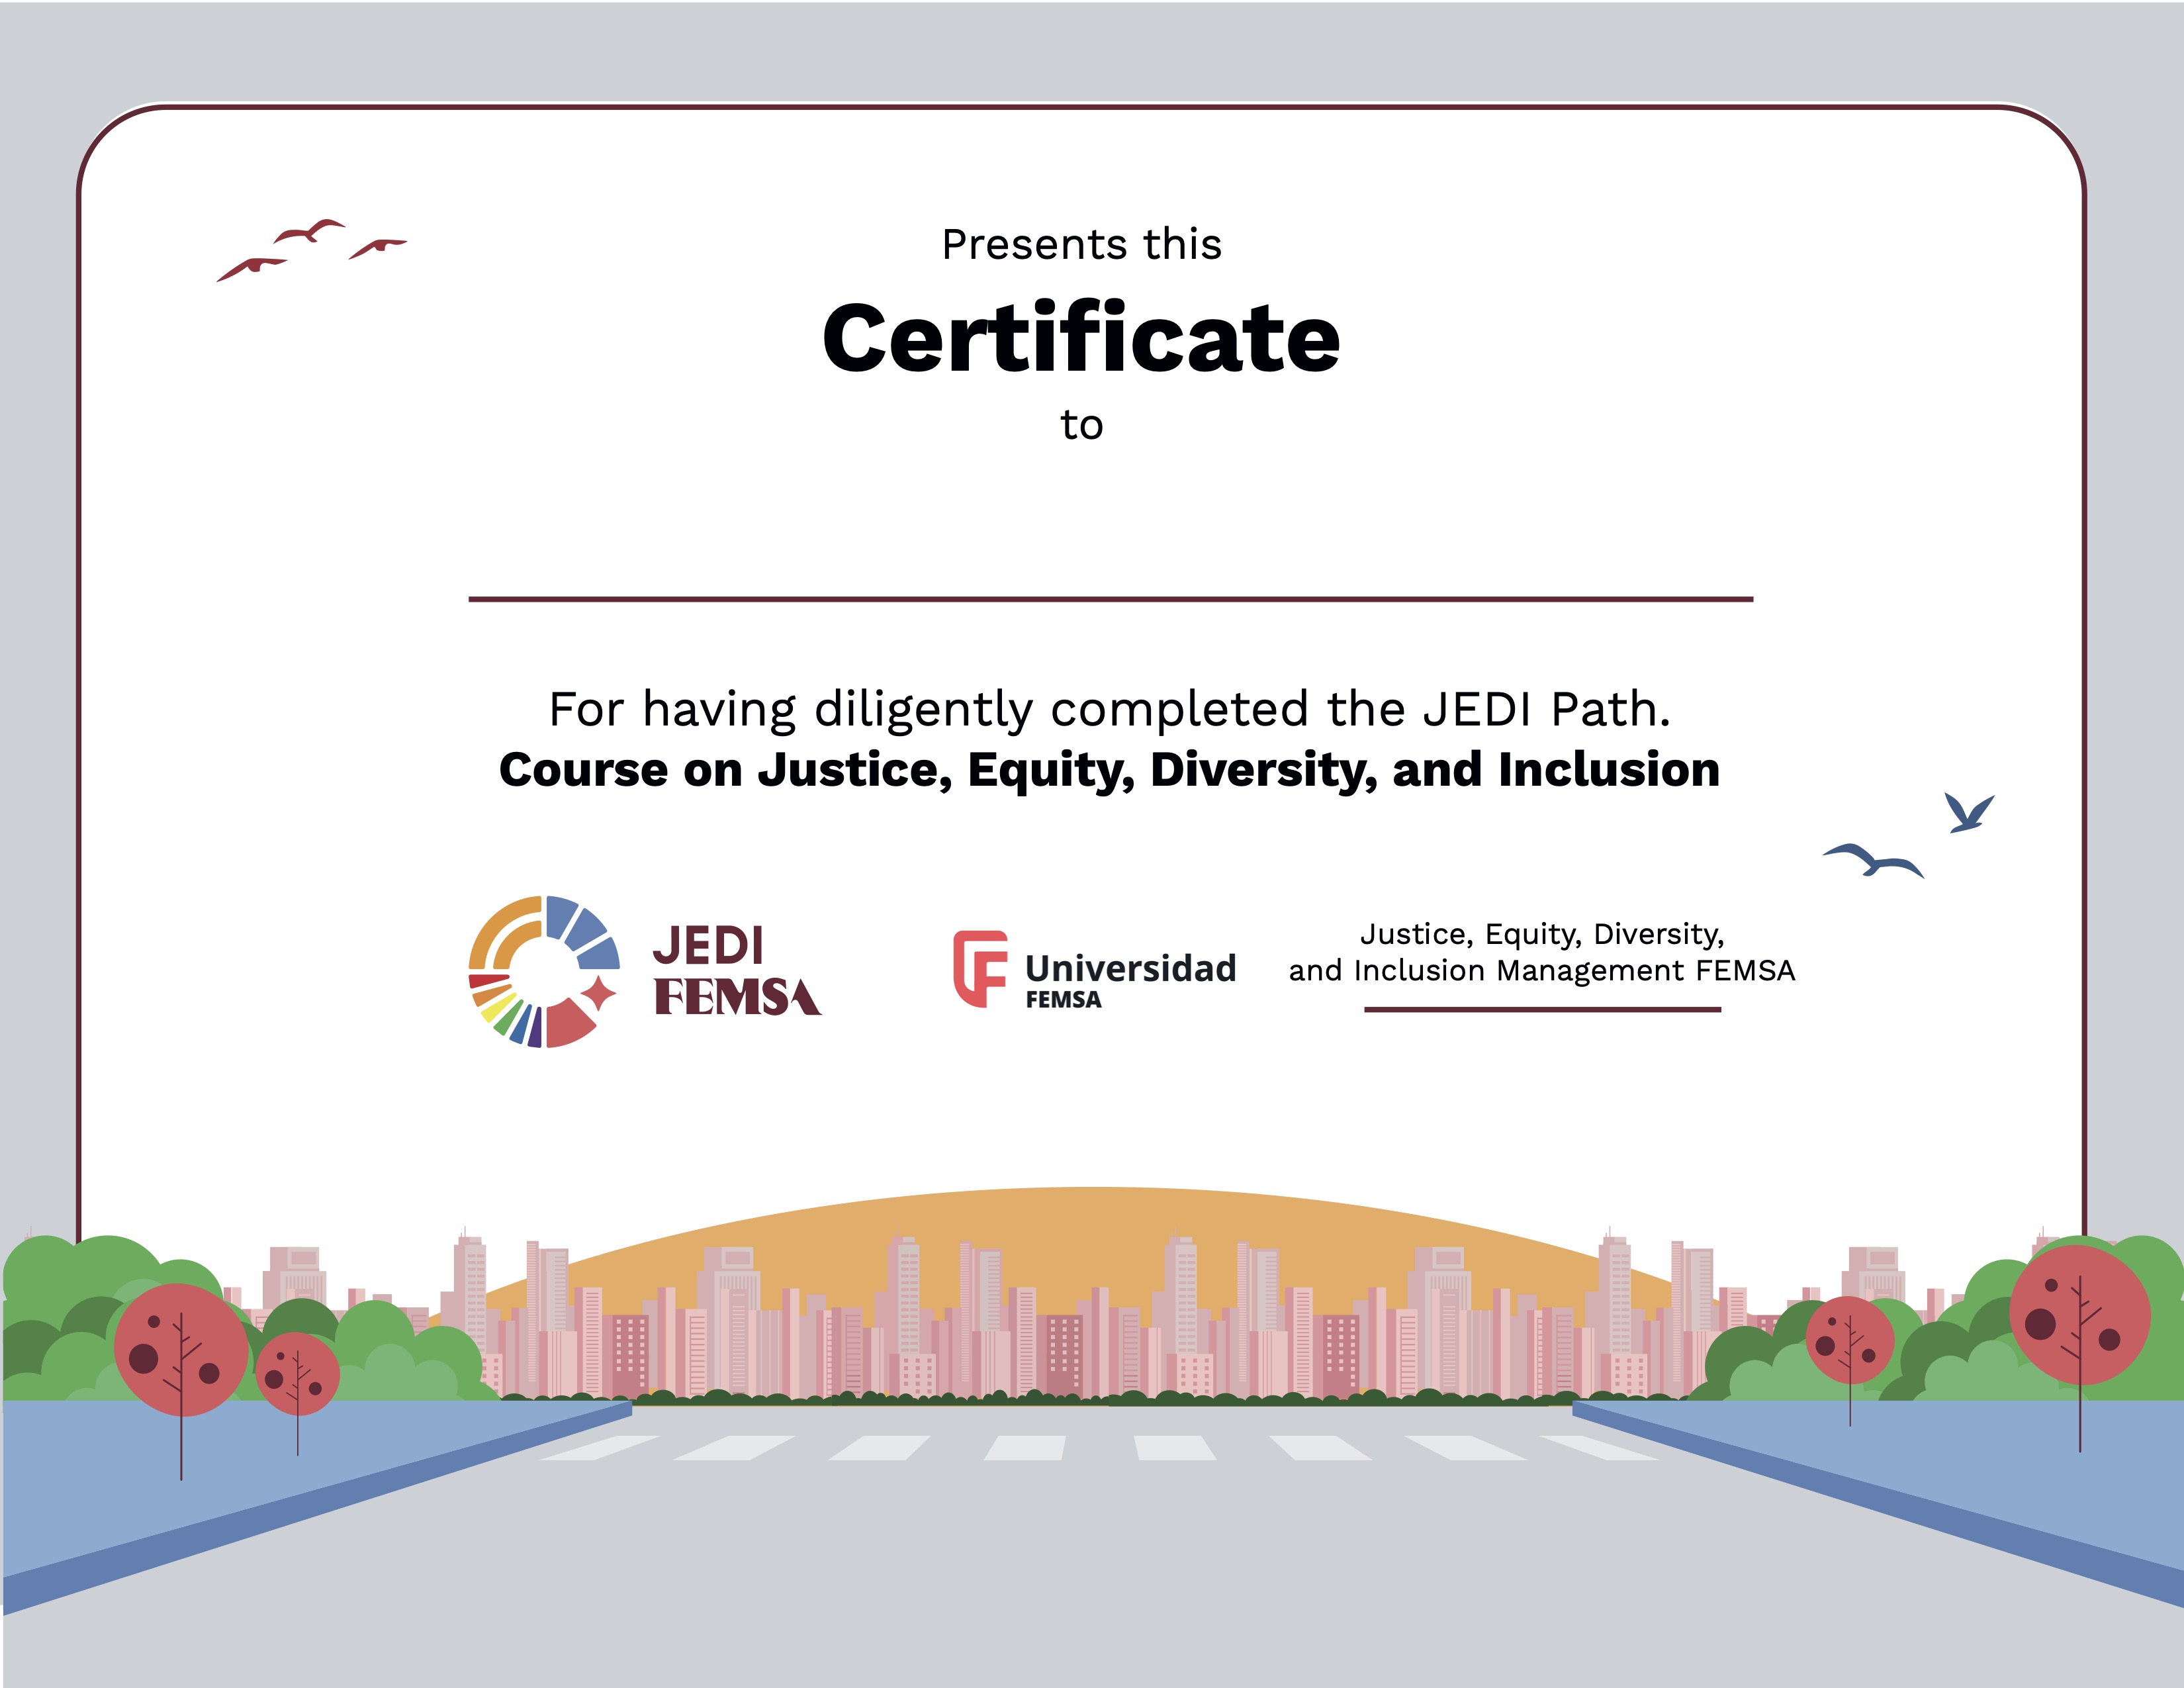 Presents this
Certificate
to
For having diligently completed the JEDI Path.
Course on Justice, Equity, Diversity, and Inclusion
JEDI
FEMSA
Universidad
FEMSA
Justice, Equity, Diversity,
and Inclusion Management FEMSA